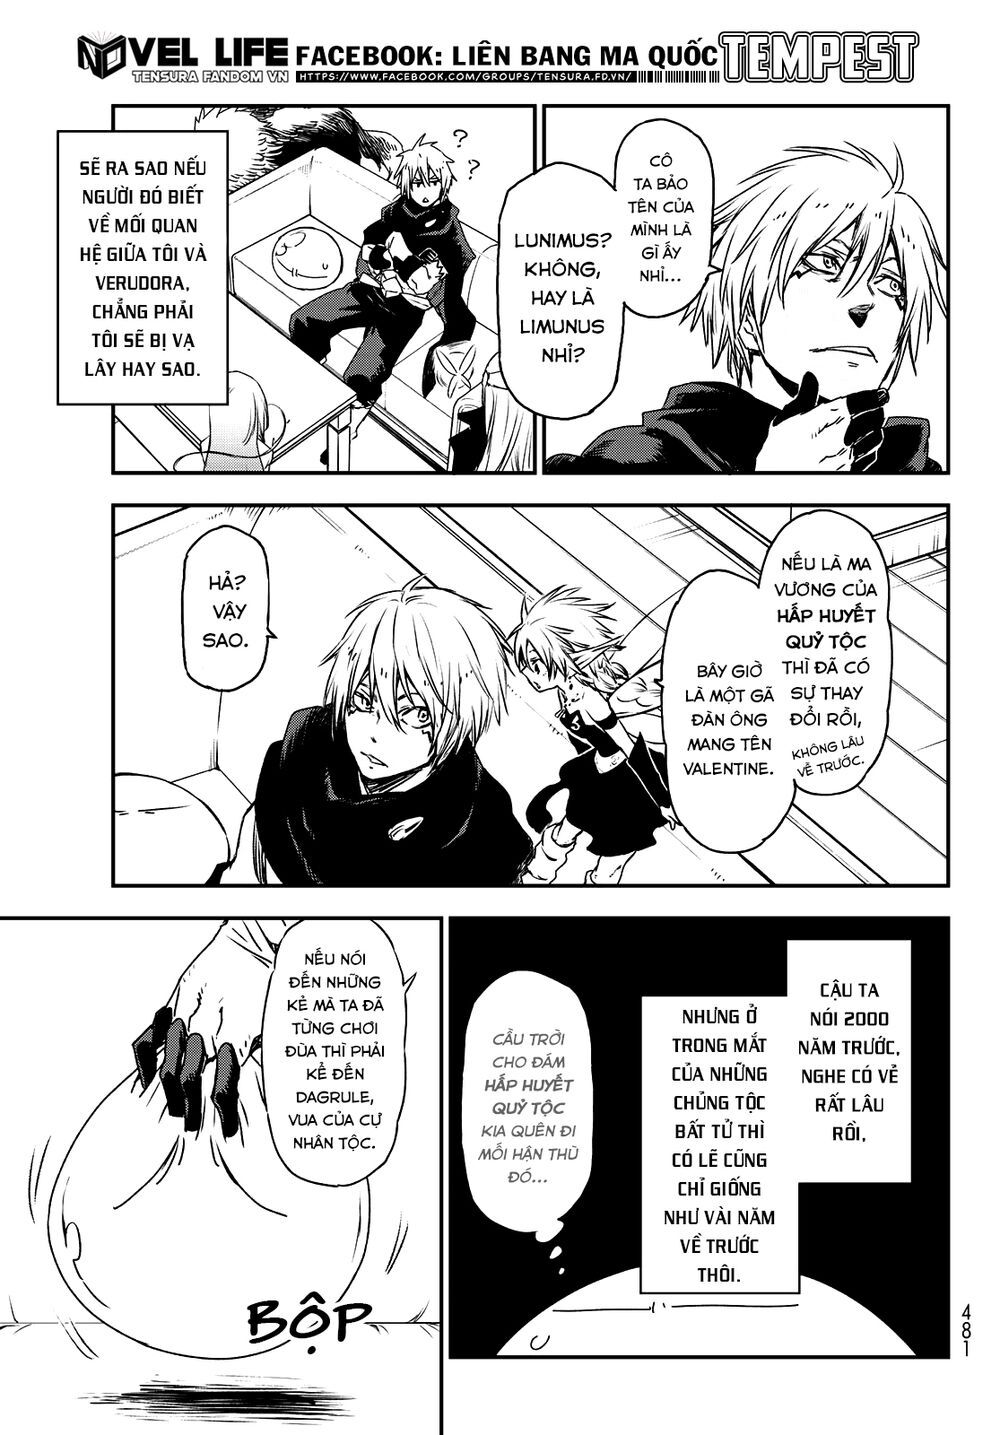 NOVEL LIFE
TENSURA FANDOM VN
FACEBOOK: LIÊN BANG MA QUỐC
HTTPS://WWW.FACEBOOK.COM/GROUPS/TENSURA.FD.VN/
TEMPEST
CÔ
TA BẢO
TÊN CỦA
MÌNH LÀ
GÌ ẤY
NHỈ...
LUNIMUS?
KHÔNG,
HAY LÀ
LIMUNUS
NHỈ?
?
?
SẼ RA SAO NẾU
NGƯỜI ĐÓ BIẾT
VỀ MỐI QUAN
HỆ GIỮA TÔI VÀ
VERUDORA,
CHẲNG PHẢI
TÔI SẼ BỊ VẠ
LÂY HAY SAO.
NẾU LÀ MA
VƯƠNG CỦA
HẤP HUYẾT
QUỶ TỘC
THÌ ĐÃ CÓ
SỰ THAY
ĐỔI RỒI,
KHÔNG LÂU
VỀ TRƯỚC.
BÂY GIỜ
LÀ MỘT GÃ
ĐÀN ÔNG
MANG TÊN
VALENTINE.
HẢ?
VẬY
SAO.
CẬU TA
NÓI 2000
NĂM TRƯỚC,
NGHE CÓ VẺ
RẤT LÂU
RỒI,
NHƯNG Ở
TRONG MẮT
CỦA NHỮNG
CHỦNG TỘC
BẤT TỬ THÌ
CÓ LẼ CŨNG
CHỈ GIỐNG
NHƯ VÀI NĂM
VỀ TRƯỚC
THÔI.
CẦU TRỜI
CHO ĐÁM
HẤP HUYẾT
QUỶ TỘC
KIA QUÊN ĐI
MỐI HẬN THÙ
ĐÓ...
NẾU NÓI
ĐẾN NHỮNG
KẺ MÀ TA ĐÃ
TỪNG CHƠI
ĐÙA THÌ PHẢI
KỂ ĐẾN
DAGRULE,
VUA CỦA CỰ
NHÂN TỘC.
BỘP
481